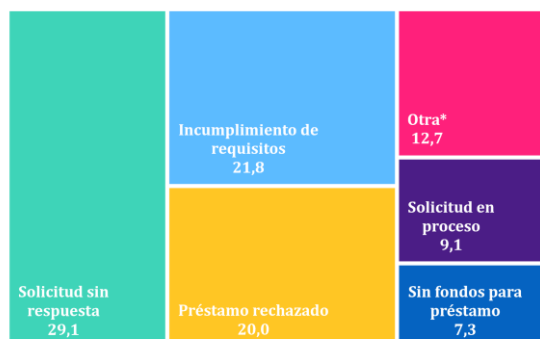 Solicitud sin
respuesta
29,1
Incumplimiento de
requisitos
21,8
Préstamo rechazado
20,0
Otra*
12,7
Solicitud en
proceso
9,1
Sin fondos para
préstamo
7,3